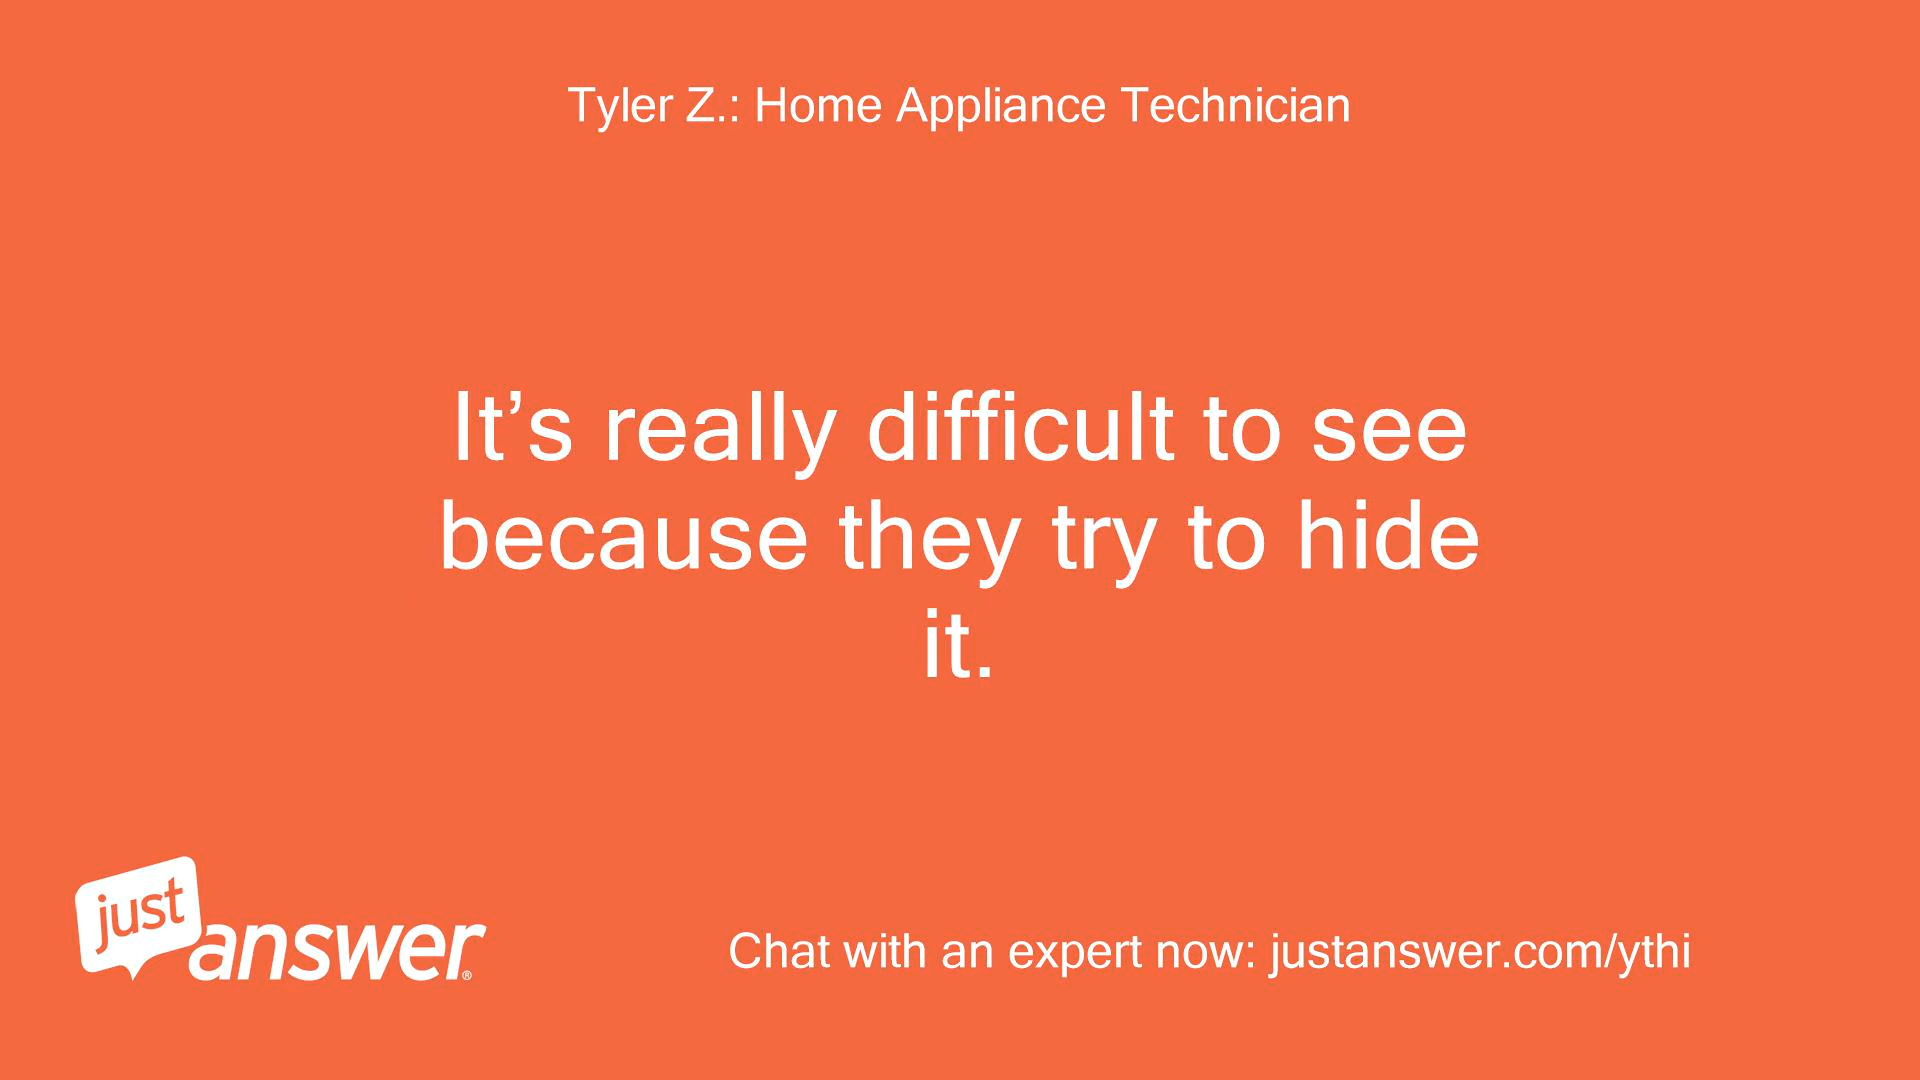 Tyler Z.: Home Appliance Technician
It’s really difficult to see
because they try to hide
it.
just
answer®
Chat with an expert now: justanswer.com/ythi